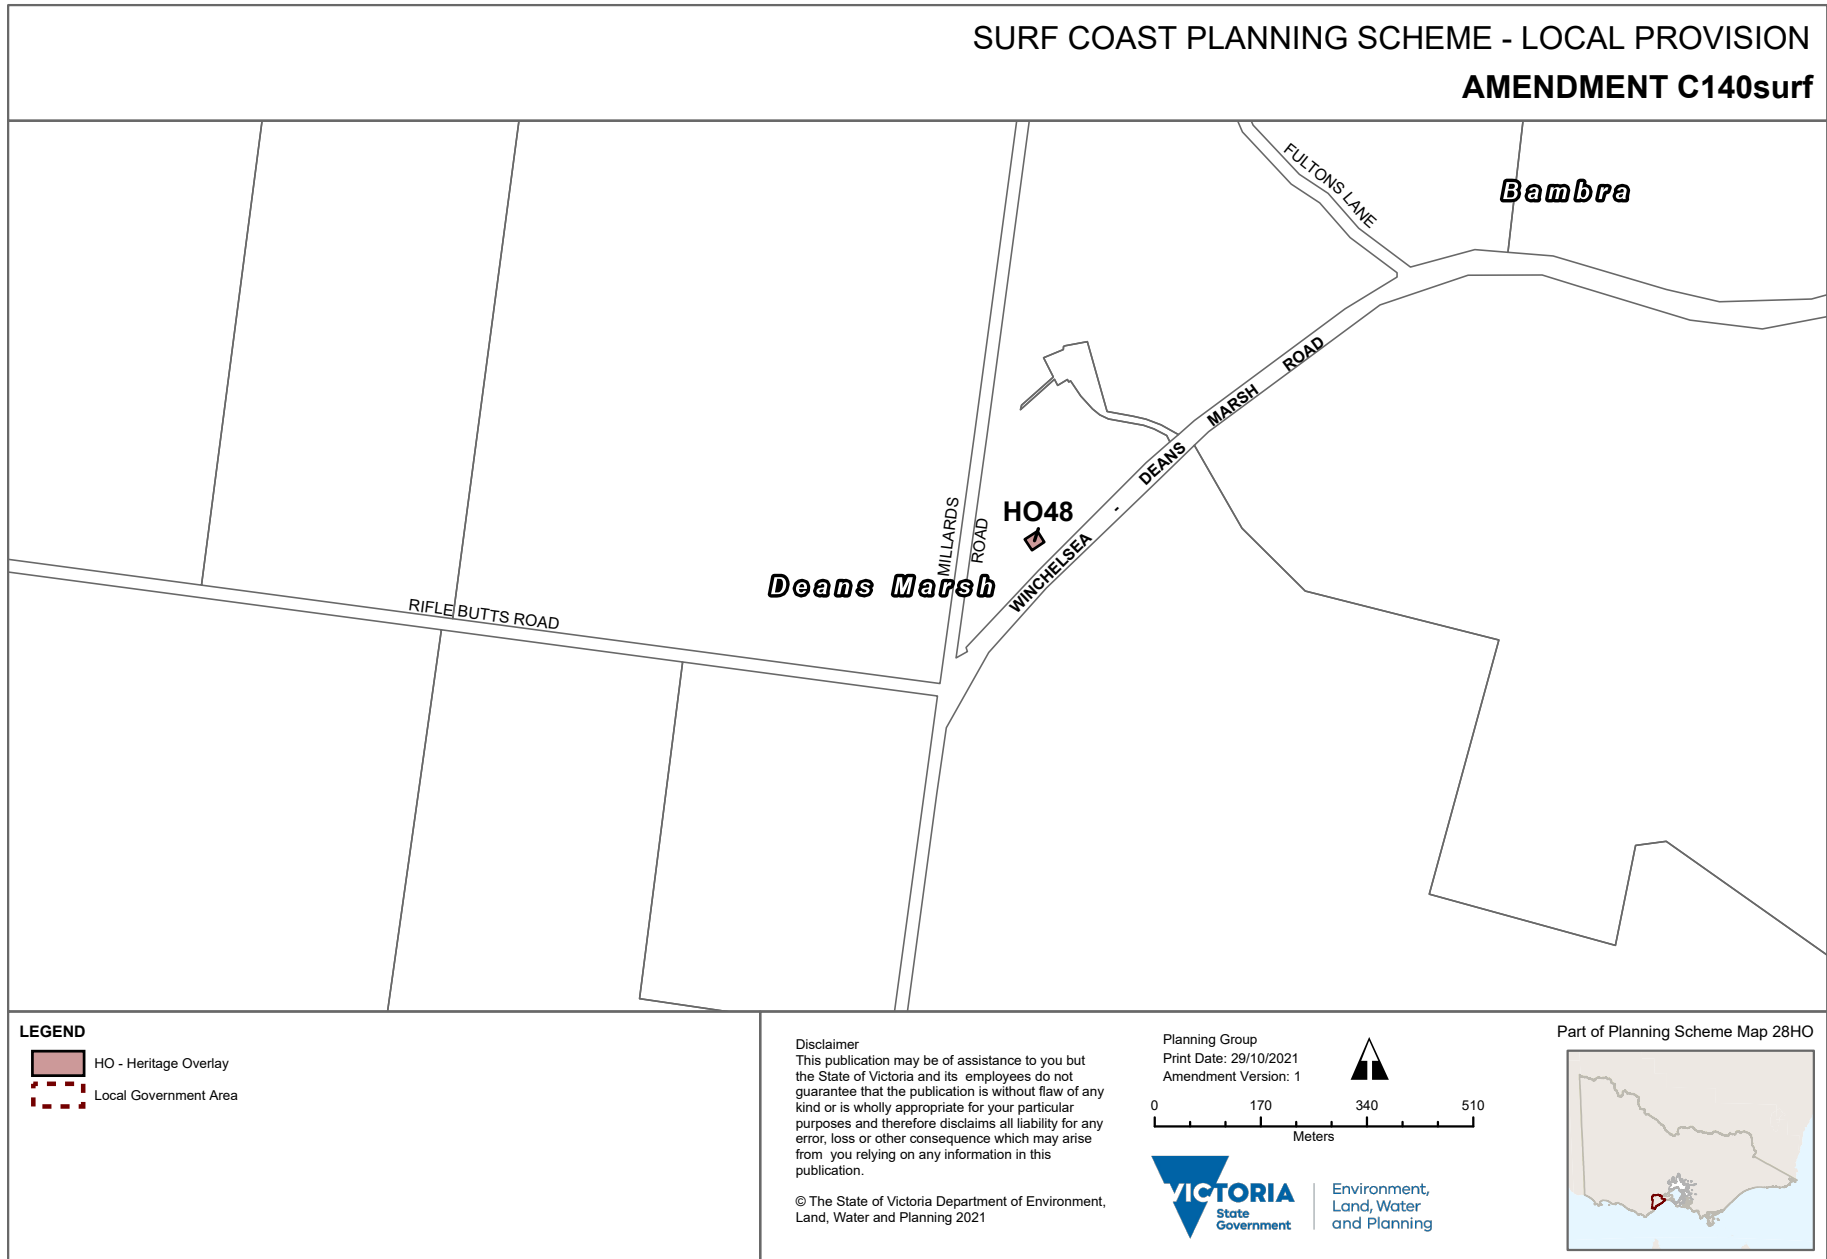 SURF COAST PLANNING SCHEME - LOCAL PROVISION
AMENDMENT C140surf
FULTONS LANE
Bambra
WINCHELSEA - DEANS MARSH ROAD
HO48
MILLARDS ROAD
Deans Marsh
RIFLE BUTTS ROAD
LEGEND
HO - Heritage Overlay
Local Government Area
Disclaimer
This publication may be of assistance to you but
the State of Victoria and its employees do not
guarantee that the publication is without flaw of any
kind or is wholly appropriate for your particular
purposes and therefore disclaims all liability for any
error, loss or other consequence which may arise
from you relying on any information in this
publication.
© The State of Victoria Department of Environment,
Land, Water and Planning 2021
Planning Group
Print Date: 29/10/2021
Amendment Version: 1
0 170 340 510
Meters
VICTORIA
State
Government
Environment,
Land, Water
and Planning
Part of Planning Scheme Map 28HO